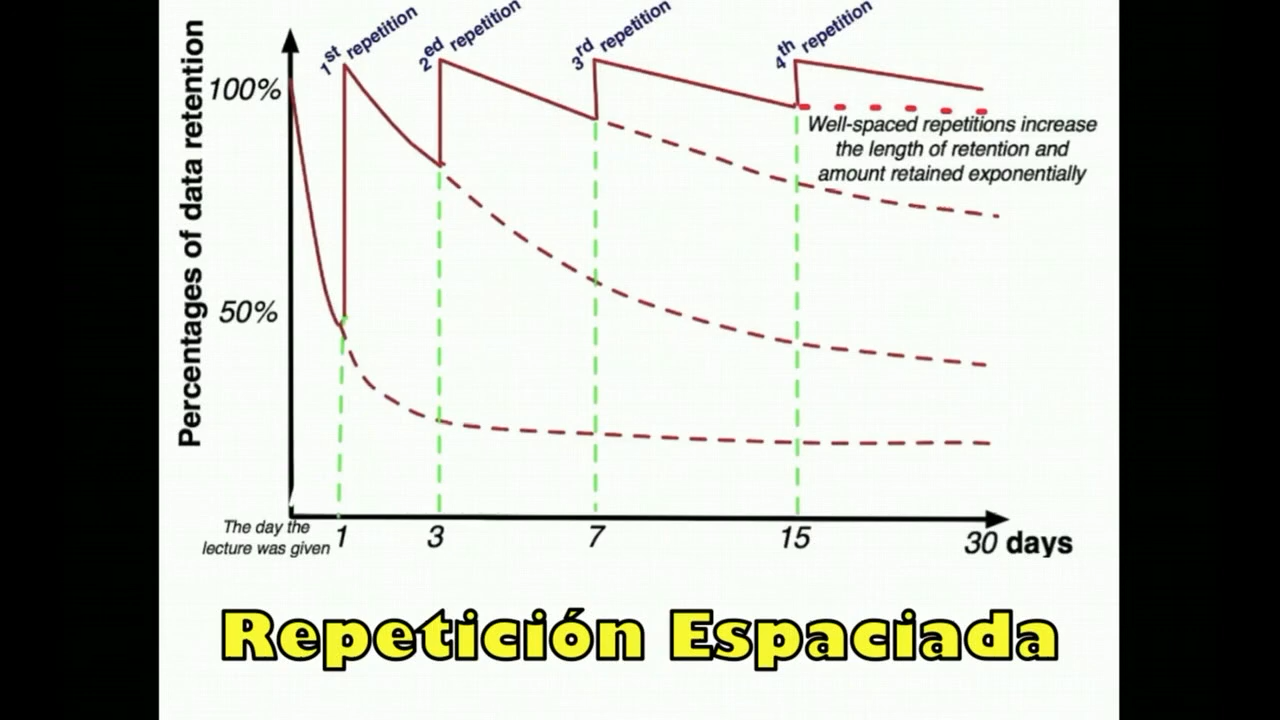 1st repetition
2ed repetition
3rd repetition
4th repetition
Percentages of data retention
100%
50%
Well-spaced repetitions increase
the length of retention and
amount retained exponentially
The day the
lecture was given
1
3
7
15
30 days
Repetición Espaciada